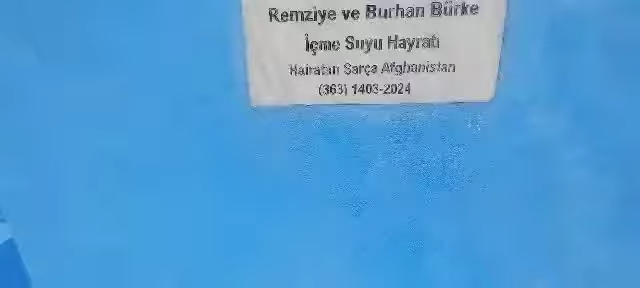 Remziye ve Burhan Bürke
İçme Suyu Hayratı
Hairatan Sarça Afghanistan
(363) 1403-2024